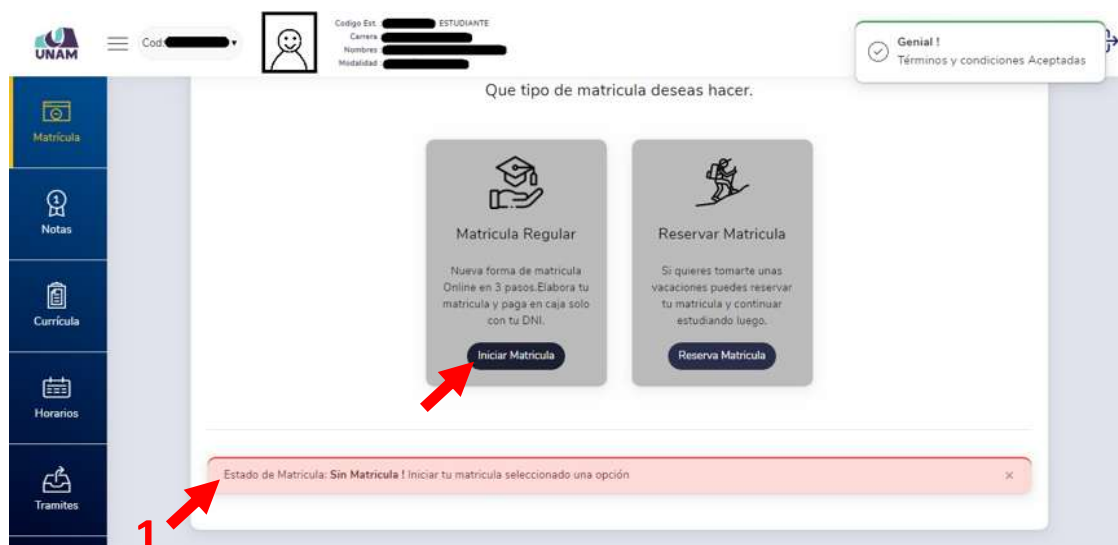 UNAM
Cod:
Codigo Est. : ESTUDIANTE
Carrera
Nombres :
Modalidad :
Genial !
Términos y condiciones Aceptadas
Que tipo de matricula deseas hacer.
Matrícula
Notas
Currícula
Horarios
Tramites
Matricula Regular
Nueva forma de matricula
Online en 3 pasos.Elabora tu
matricula y paga en caja solo
con tu DNI.
Iniciar Matricula
Reservar Matricula
Si quieres tomarte unas
vacaciones puedes reservar
tu matricula y continuar
estudiando luego.
Reserva Matricula
Estado de Matricula: Sin Matricula ! Iniciar tu matricula seleccionado una opción
1